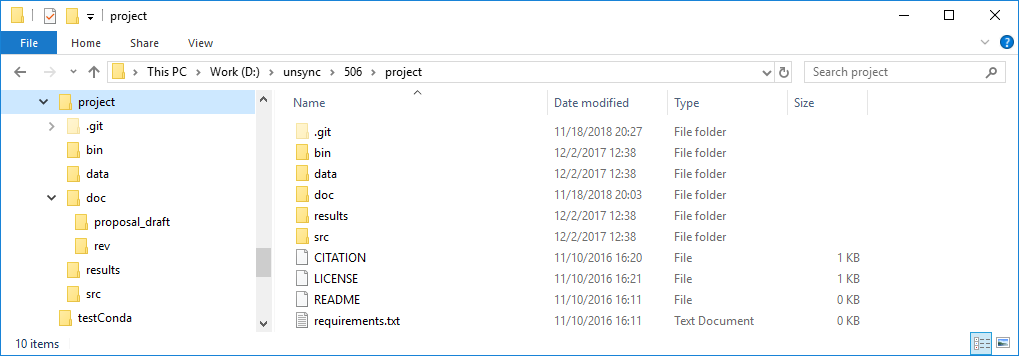 project
File Home Share View
This PC Work (D:) unsync 506 project Search project
project
.git
bin
data
doc
proposal_draft
rev
results
src
testConda
Name Date modified Type Size
.git 11/18/2018 20:27 File folder
bin 12/2/2017 12:38 File folder
data 12/2/2017 12:38 File folder
doc 11/18/2018 20:03 File folder
results 12/2/2017 12:38 File folder
src 12/2/2017 12:38 File folder
CITATION 11/10/2016 16:20 File 1 KB
LICENSE 11/10/2016 16:21 File 1 KB
README 11/10/2016 16:11 File 0 KB
requirements.txt 11/10/2016 16:11 Text Document 0 KB
10 items